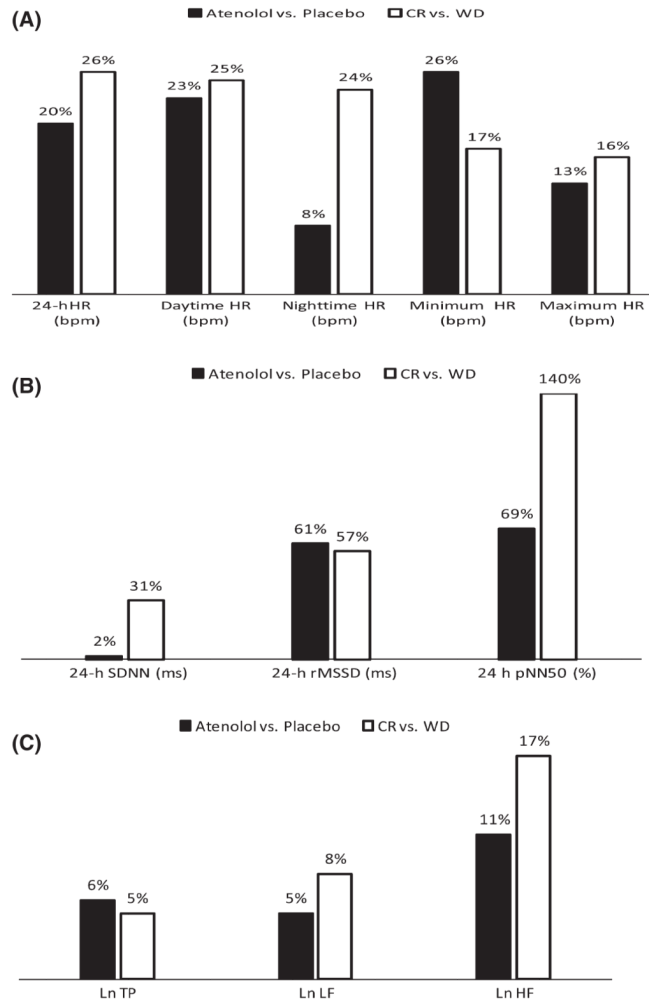 (A)
Atenolol vs. Placebo CR vs. WD
20% 26% 23% 25% 8% 24% 26% 17% 13% 16%
24-hHR Daytime HR Nighttime HR Minimum HR Maximum HR
(bpm) (bpm) (bpm) (bpm) (bpm)
(B)
Atenolol vs. Placebo CR vs. WD
2% 31% 61% 57% 69% 140%
24-h SDNN (ms) 24-h rMSSD (ms) 24 h pNN50 (%)
(C)
Atenolol vs. Placebo CR vs. WD
6% 5% 5% 8% 11% 17%
Ln TP Ln LF Ln HF